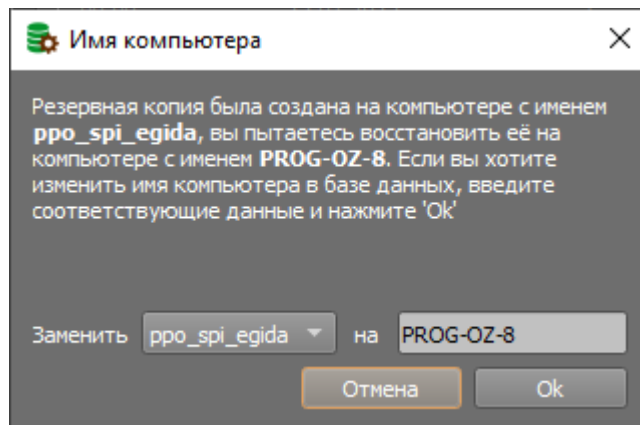 Имя компьютера
Резервная копия была создана на компьютере с именем
ppo_spi_egida, вы пытаетесь восстановить её на
компьютере с именем PROG-OZ-8. Если вы хотите
изменить имя компьютера в базе данных, введите
соответствующие данные и нажмите 'Ok'
Заменить ppo_spi_egida на PROG-OZ-8
Отмена Ok